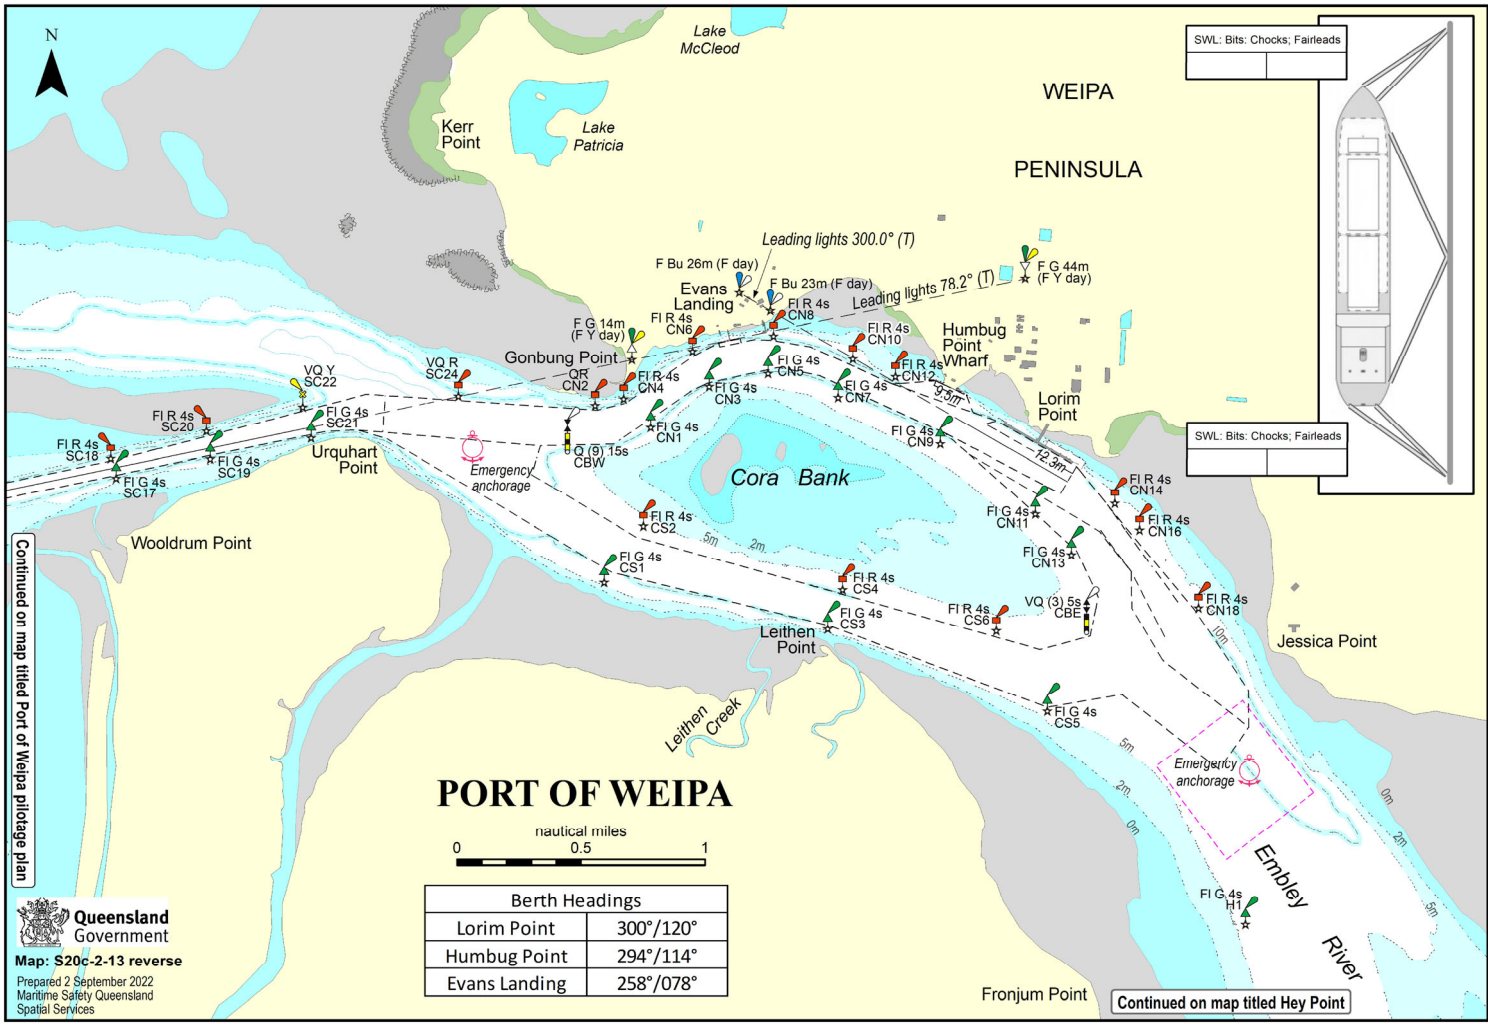 N
Lake
McCleod
WEIPA
PENINSULA
Kerr
Point
Lake
Patricia
SWL: Bits: Chocks; Fairleads
Leading lights 300.0° (T)
F Bu 26m (F day)
F Bu 23m (F day)
Evans
Landing
Leading lights 78.2° (T)
F G 44m
(F Y day)
Fl R 4s
CN8
Fl R 4s
CN6
F G 14m
(F Y day)
Fl R 4s
CN10
Humbug
Point
Wharf
Gonbung Point
VQ R
SC24
QR
CN2
Fl R 4s
CN4
Fl G 4s
CN5
Fl R 4s
CN12
VQ Y
SC22
Fl G 4s
CN3
Fl G 4s
CN7
9.5m
Lorim
Point
Fl R 4s
SC20
Fl G 4s
SC21
Fl G 4s
CN1
Fl G 4s
CN9
Fl R 4s
SC18
Fl G 4s
SC19
Urquhart
Point
Emergency
anchorage
Q (9) 15s
CBW
12.3m
SWL: Bits: Chocks; Fairleads
Fl G 4s
SC17
Cora Bank
Fl R 4s
CN14
Fl R 4s
CS2
Fl G 4s
CN11
Fl R 4s
CN16
Wooldrum Point
5m
2m
Fl G 4s
CN13
Fl G 4s
CS1
Fl R 4s
CS4
VQ (3) 5s
CBE
Fl R 4s
CN18
Fl R 4s
CS6
Fl G 4s
CS3
Leithen
Point
10m
Jessica Point
Continued on map titled Port of Weipa pilotage plan
Leithen
Creek
Fl G 4s
CS5
5m
Emergency
anchorage
2m
0m
0m
2m
5m
PORT OF WEIPA
nautical miles
0 0.5 1
Embley
River
Fl G 4s
H1
Berth Headings
Lorim Point 300°/120°
Humbug Point 294°/114°
Evans Landing 258°/078°
Queensland
Government
Map: S20c-2-13 reverse
Prepared 2 September 2022
Maritime Safety Queensland
Spatial Services
Fronjum Point
Continued on map titled Hey Point